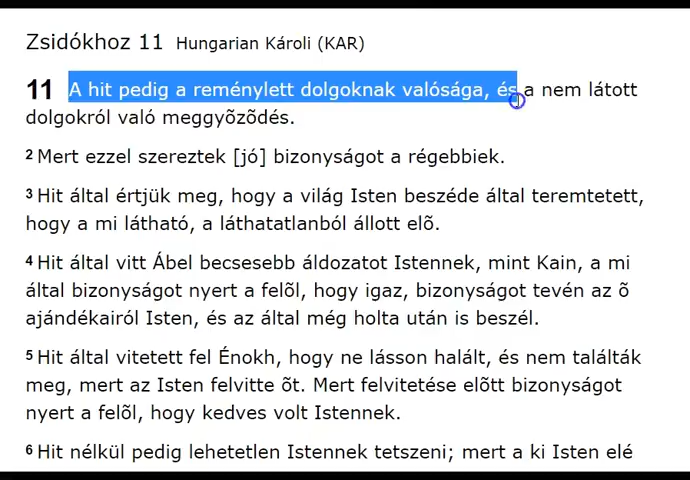 Zsidókhoz 11 Hungarian Károli (KAR)
11 A hit pedig a reménylett dolgoknak valósága, és a nem látott
dolgokról való meggyõzõdés.
2 Mert ezzel szereztek [jó] bizonyságot a régebbiek.
3 Hit által értjük meg, hogy a világ Isten beszéde által teremtetett,
hogy a mi látható, a láthatatlanból állott elõ.
4 Hit által vitt Ábel becsesebb áldozatot Istennek, mint Kain, a mi
által bizonyságot nyert a felõl, hogy igaz, bizonyságot tevén az õ
ajándékairól Isten, és az által még holta után is beszél.
5 Hit által vitetett fel Énokh, hogy ne lásson halált, és nem találták
meg, mert az Isten felvitte õt. Mert felvitetése elõtt bizonyságot
nyert a felõl, hogy kedves volt Istennek.
6 Hit nélkül pedig lehetetlen Istennek tetszeni; mert a ki Isten elé